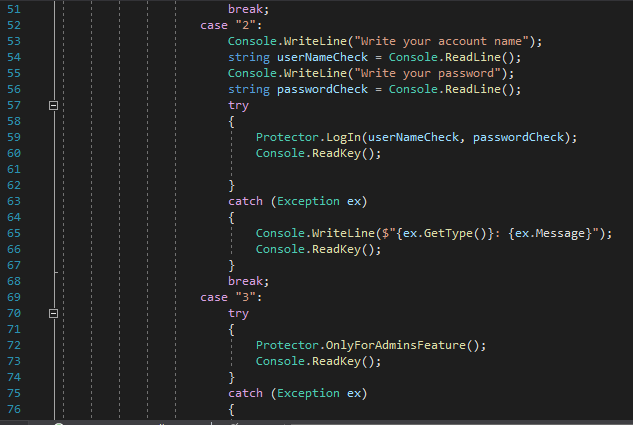 51 break;
52 case "2":
53 Console.WriteLine("Write your account name");
54 string userNameCheck = Console.ReadLine();
55 Console.WriteLine("Write your password");
56 string passwordCheck = Console.ReadLine();
57 try
58 {
59 Protector.LogIn(userNameCheck, passwordCheck);
60 Console.ReadKey();
61
62 }
63 catch (Exception ex)
64 {
65 Console.WriteLine($"{ex.GetType()}: {ex.Message}");
66 Console.ReadKey();
67 }
68 break;
69 case "3":
70 try
71 {
72 Protector.OnlyForAdminsFeature();
73 Console.ReadKey();
74 }
75 catch (Exception ex)
76 {